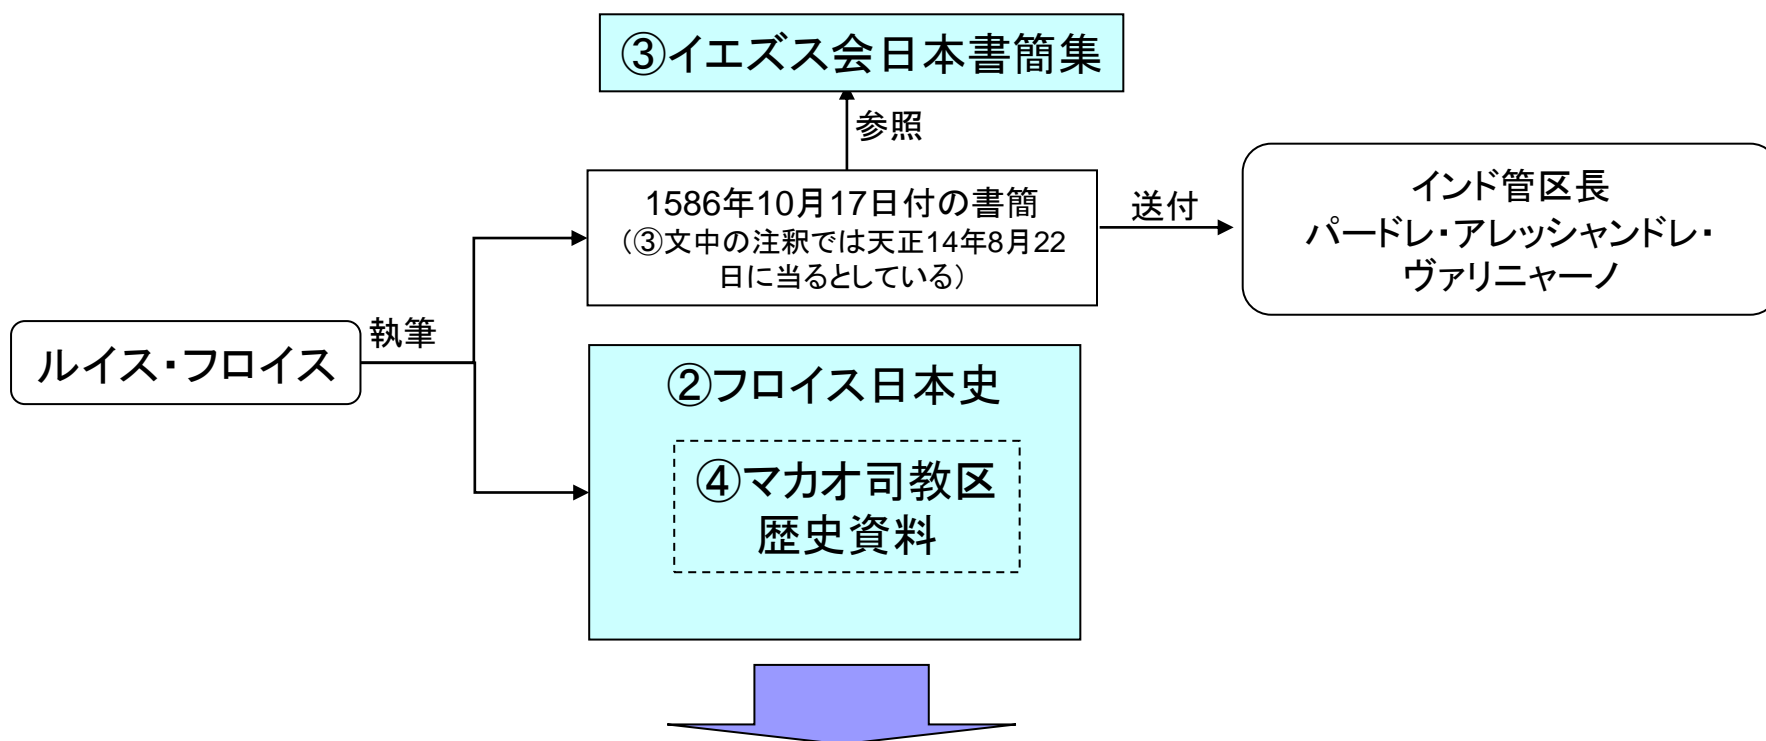 ③イエズス会日本書簡集
参照
1586年10月17日付の書簡
（③文中の注釈では天正14年8月22
日に当るとしている）
送付
インド管区長
パードレ・アレッシャンドレ・
ヴァリニャーノ
ルイス・フロイス
執筆
②フロイス日本史
④マカオ司教区
歴史資料